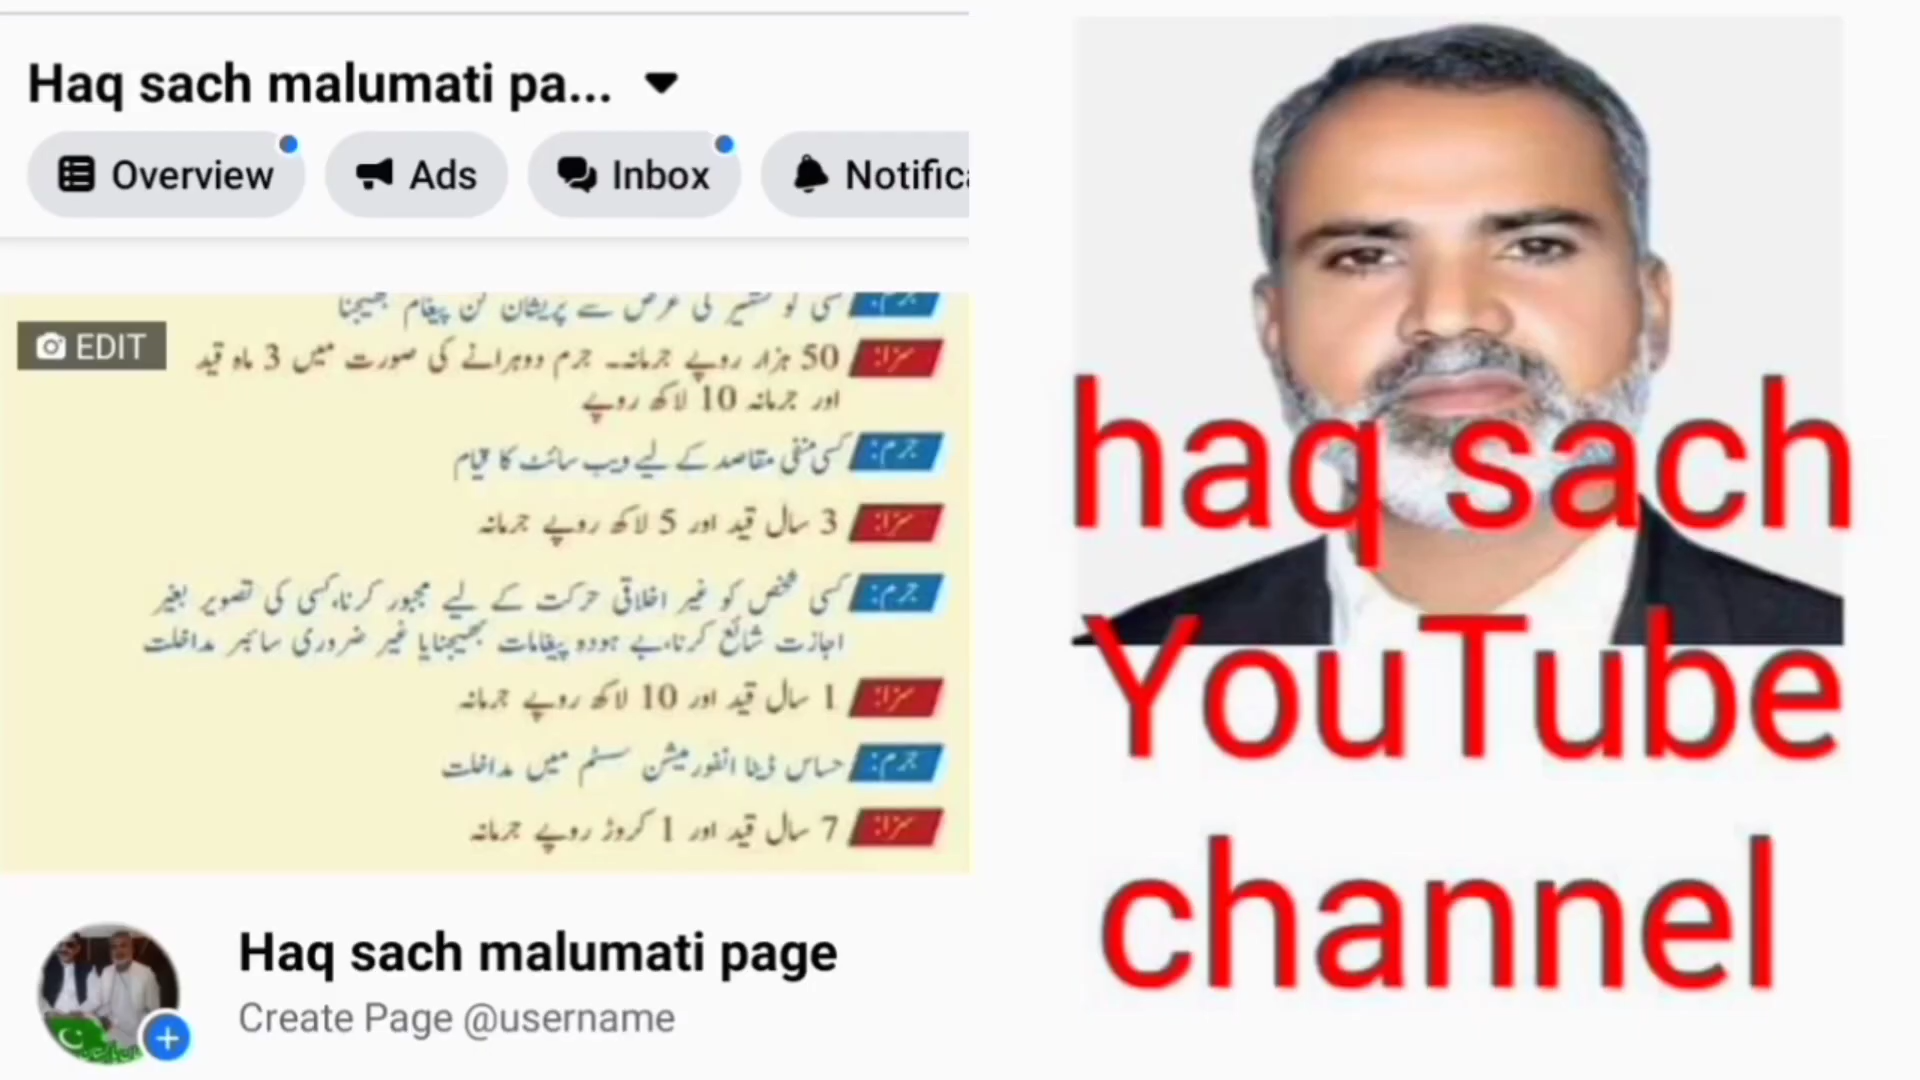 Haq sach malumati pa...
Overview
Ads
Inbox
Notifica
EDIT
جرم: کسی کو تشہیر کی غرض سے پریشان کن پیغام بھیجنا
سزا: 50 ہزار روپے جرمانہ۔ جرم دوہرانے کی صورت میں 3 ماہ قید
اور جرمانہ 10 لاکھ روپے
جرم: کسی منفی مقاصد کے لیے ویب سائٹ کا قیام
سزا: 3 سال قید اور 5 لاکھ روپے جرمانہ
جرم: کسی شخص کو غیر اخلاقی حرکت کے لیے مجبور کرنا،کسی کی تصویر بغیر
اجازت شائع کرنا،بے ہودہ پیغامات بھیجنایا غیر ضروری سائبر مداخلت
سزا: 1 سال قید اور 10 لاکھ روپے جرمانہ
جرم: حساس ڈیٹا انفورمیشن سسٹم میں مداخلت
سزا: 7 سال قید اور 1 کروڑ روپے جرمانہ
Haq sach malumati page
Create Page @username
haq sach
YouTube
channel